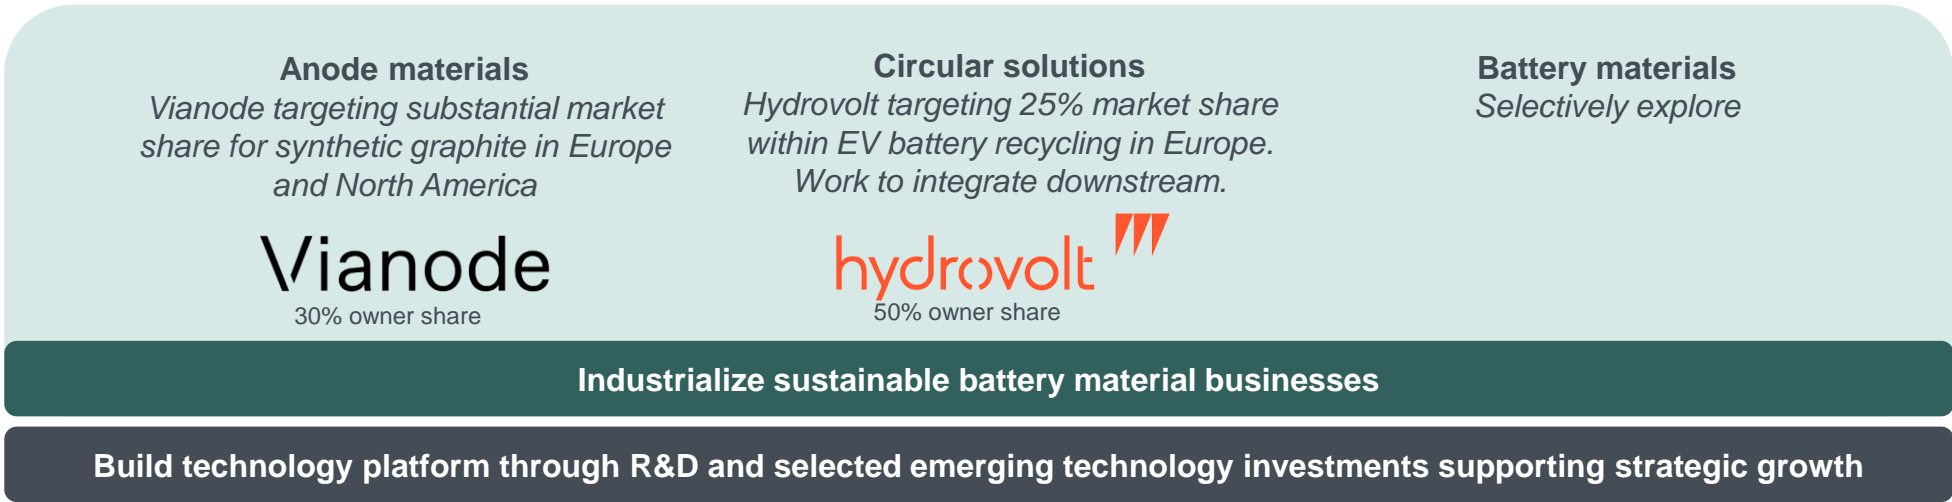 Anode materials
Vianode targeting substantial market
share for synthetic graphite in Europe
and North America
Vianode
30% owner share
Circular solutions
Hydrovolt targeting 25% market share
within EV battery recycling in Europe.
Work to integrate downstream.
hydrovolt
50% owner share
Battery materials
Selectively explore
Industrialize sustainable battery material businesses
Build technology platform through R&D and selected emerging technology investments supporting strategic growth